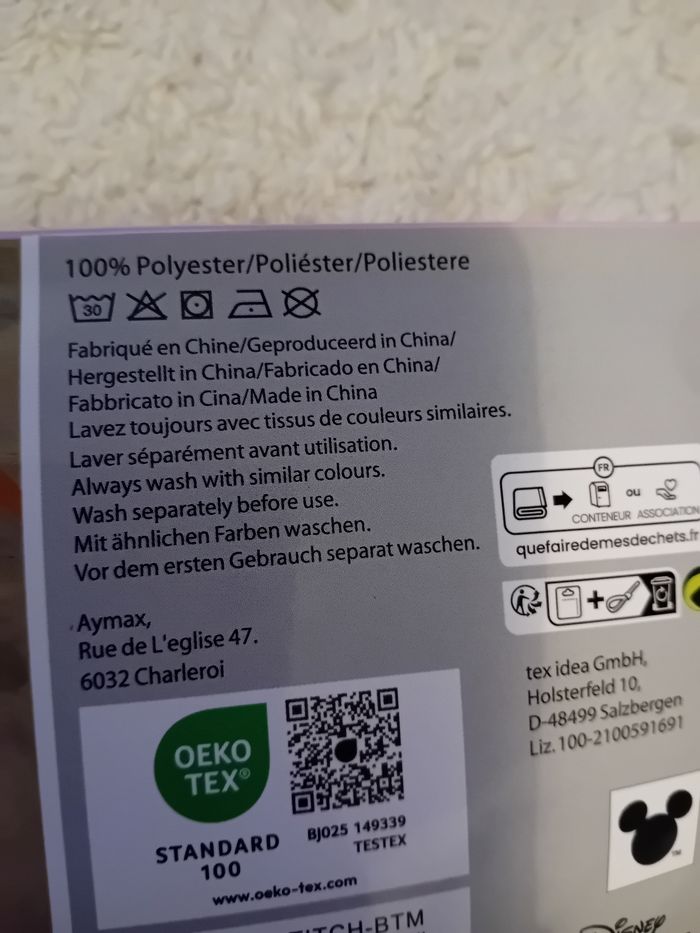 100% Polyester/Poliéster/Poliestere
30
Fabriqué en Chine/Geproduceerd in China/
Hergestellt in China/Fabricado en China/
Fabbricato in Cina/Made in China
Lavez toujours avec tissus de couleurs similaires.
Laver séparément avant utilisation.
Always wash with similar colours.
Wash separately before use.
Mit ähnlichen Farben waschen.
Vor dem ersten Gebrauch separat waschen.
FR
ou
CONTENEUR ASSOCIATION
quefairedemesdechets.fr
Aymax,
Rue de L'eglise 47.
6032 Charleroi
tex idea GmbH,
Holsterfeld 10,
D-48499 Salzbergen
Liz. 100-2100591691
OEKO
TEX®
STANDARD
100
BJ025 149339
TESTEX
www.oeko-tex.com
TM
TCH-BTM
DISNEY